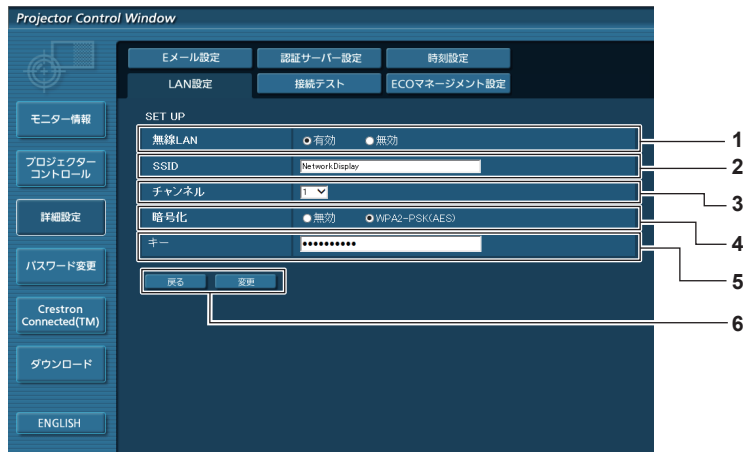 Projector Control Window
Eメール設定 認証サーバー設定 時刻設定
LAN設定 接続テスト ECOマネージメント設定
モニター情報
プロジェクター
コントロール
詳細設定
パスワード変更
Crestron
Connected(TM)
ダウンロード
ENGLISH
SET UP
無線LAN 有効 無効 1
SSID NetworkDisplay 2
チャンネル 1 3
暗号化 無効 WPA2-PSK(AES) 4
キー •••••••••• 5
戻る 変更 6